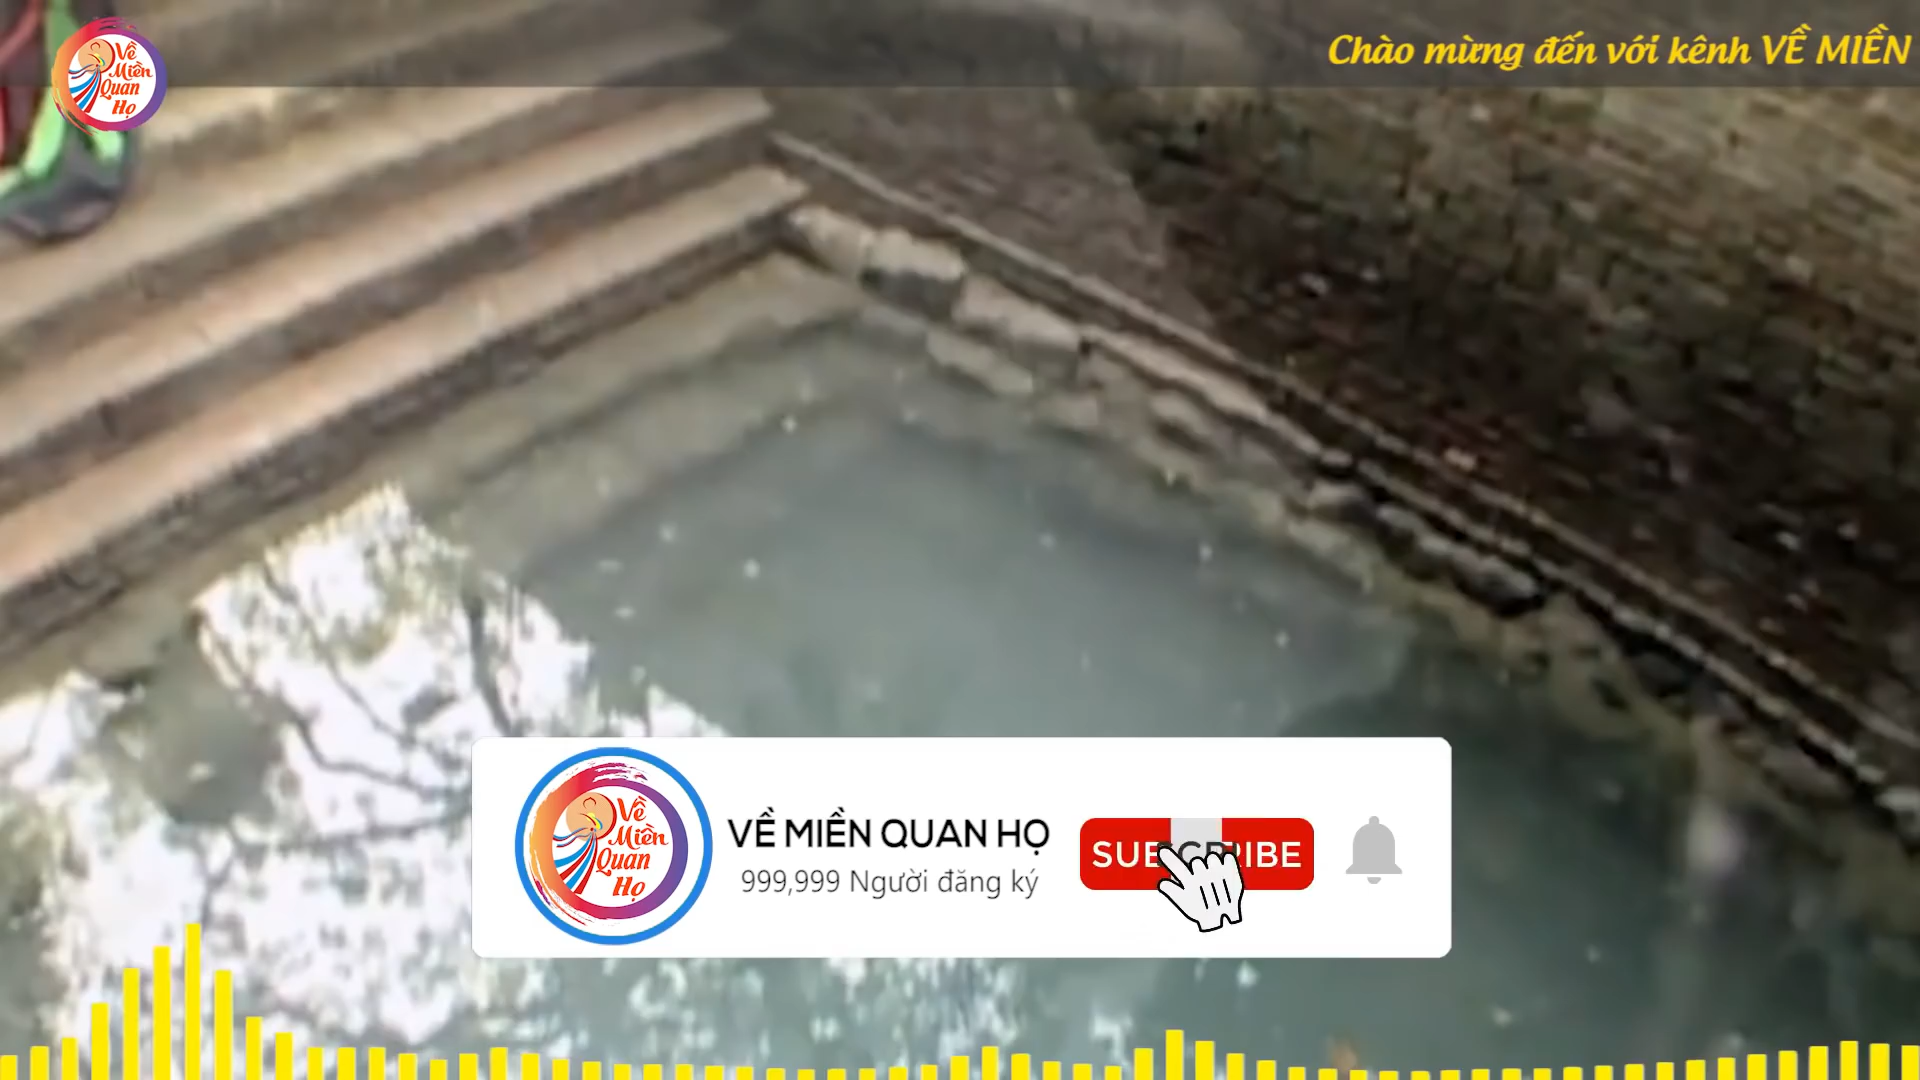 Về
Miền
Quan
Họ
Chào mừng đến với kênh VỀ MIỀN
Về
Miền
Quan
Họ
VỀ MIỀN QUAN HỌ
999,999 Người đăng ký
SUBSCRIBE